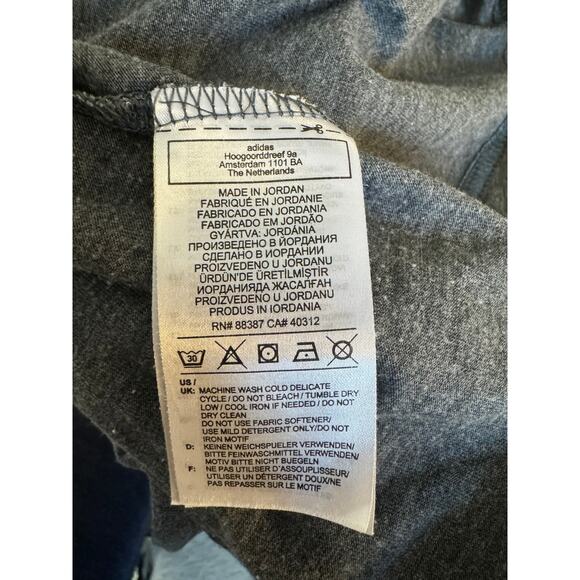 adidas
Hoogoorddreef 9a
Amsterdam 1101 BA
The Netherlands
MADE IN JORDAN
FABRIQUÉ EN JORDANIE
FABRICADO EN JORDANIA
FABRICADO EM JORDÃO
GYÁRTVA: JORDÁNIA
ПРОИЗВЕДЕНО В ЙОРДАНИЯ
СДЕЛАНО В ИОРДАНИИ
PROIZVEDENO U JORDANU
ÜRDÜN'DE ÜRETİLMİŞTİR
ИОРДАНИЯДА ЖАСАЛҒАН
PROIZVEDENO U JORDANU
PRODUS IN IORDANIA
RN# 88387 CA# 40312
30
US /
UK: MACHINE WASH COLD DELICATE
CYCLE / DO NOT BLEACH / TUMBLE DRY
LOW / COOL IRON IF NEEDED / DO NOT
DRY CLEAN
DO NOT USE FABRIC SOFTENER/
USE MILD DETERGENT ONLY/DO NOT
IRON MOTIF
D: KEINEN WEICHSPUELER VERWENDEN/
BITTE FEINWASCHMITTEL VERWENDEN/
MOTIV BITTE NICHT BUEGELN
F: NE PAS UTILISER D'ASSOUPLISEUR/
UTILISER UN DÉTERGENT DOUX/NE
PAS REPASSER SUR LE MOTIF